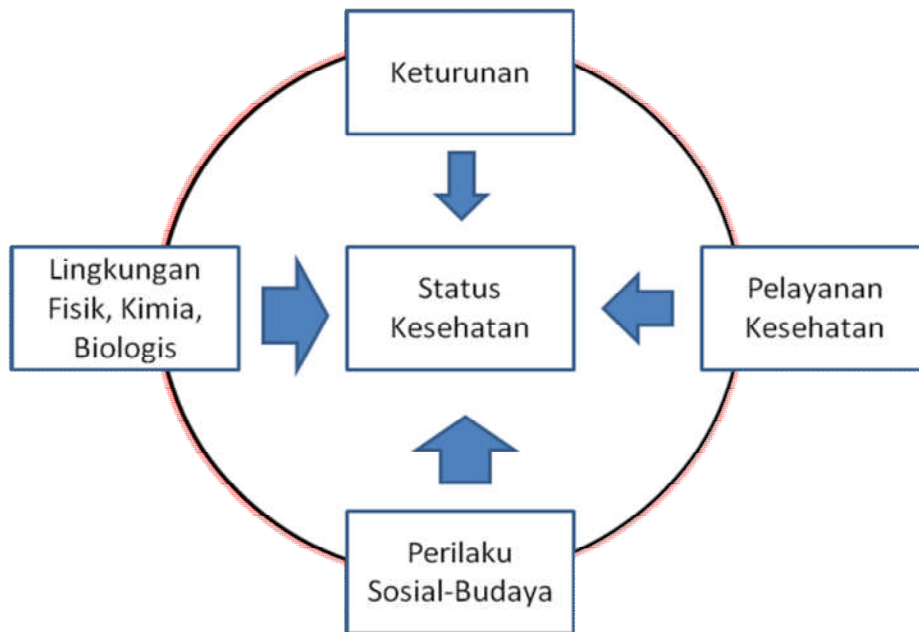 Keturunan
Lingkungan
Fisik, Kimia,
Biologis
Status
Kesehatan
Pelayanan
Kesehatan
Perilaku
Sosial-Budaya